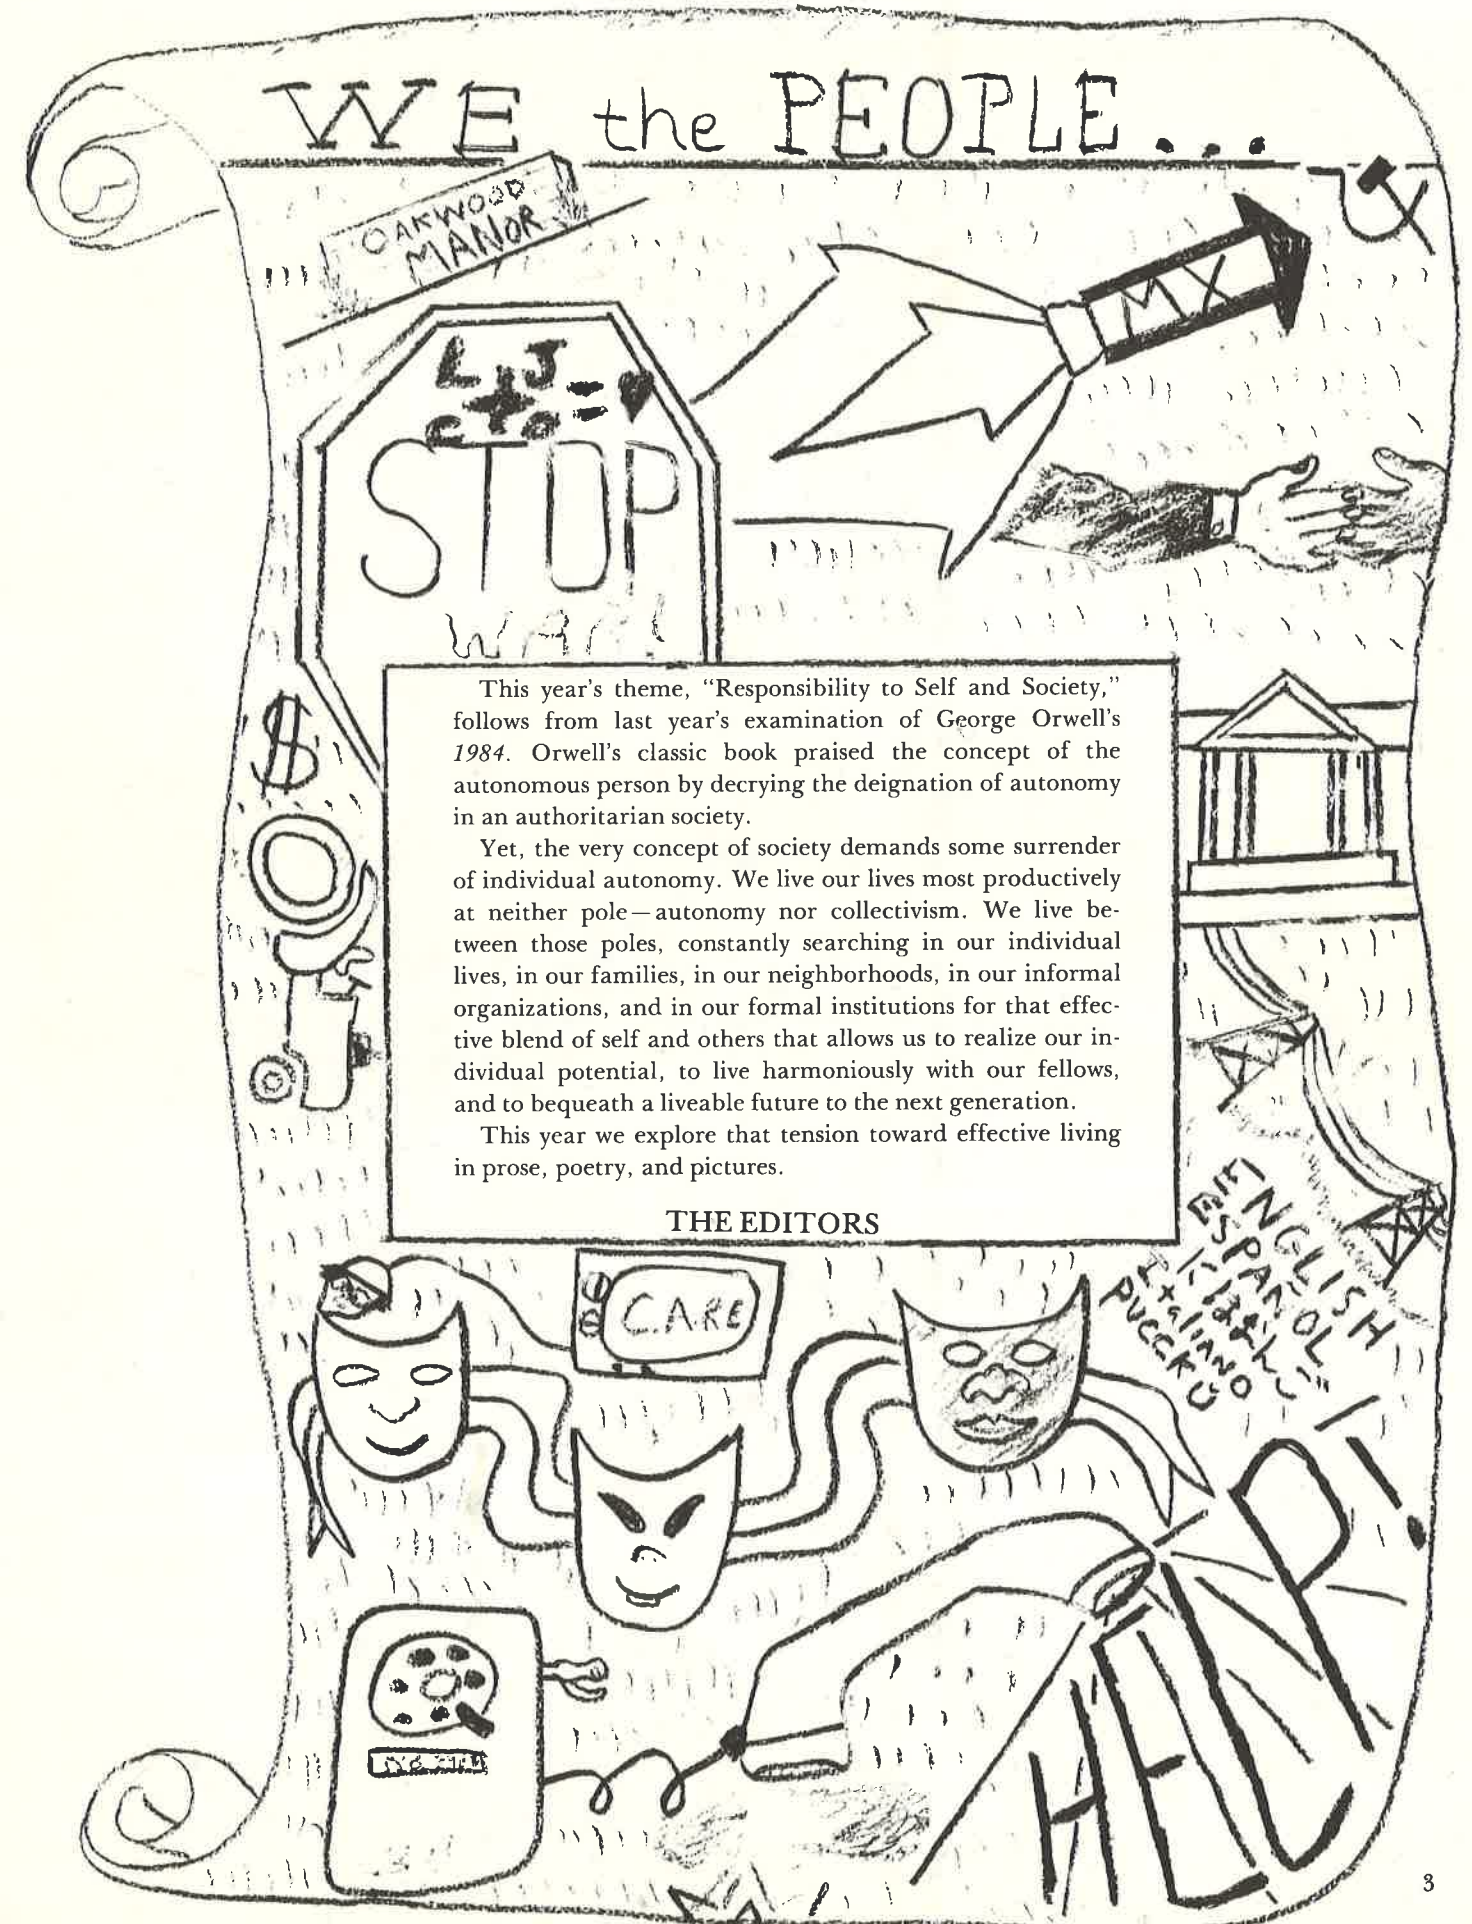 WE the PEOPLE...
OAKWOOD
MANOR
MX
L J
+
C O = ♥
STOP
WAR!
$
This year's theme, “Responsibility to Self and Society,”
follows from last year's examination of George Orwell's
1984. Orwell's classic book praised the concept of the
autonomous person by decrying the deignation of autonomy
in an authoritarian society.
Yet, the very concept of society demands some surrender
of individual autonomy. We live our lives most productively
at neither pole—autonomy nor collectivism. We live be-
tween those poles, constantly searching in our individual
lives, in our families, in our neighborhoods, in our informal
organizations, and in our formal institutions for that effec-
tive blend of self and others that allows us to realize our in-
dividual potential, to live harmoniously with our fellows,
and to bequeath a liveable future to the next generation.
This year we explore that tension toward effective living
in prose, poetry, and pictures.
THE EDITORS
ENGLISH
ESPAÑOL
ItaliANO
C.A.R.E
HELP!
3